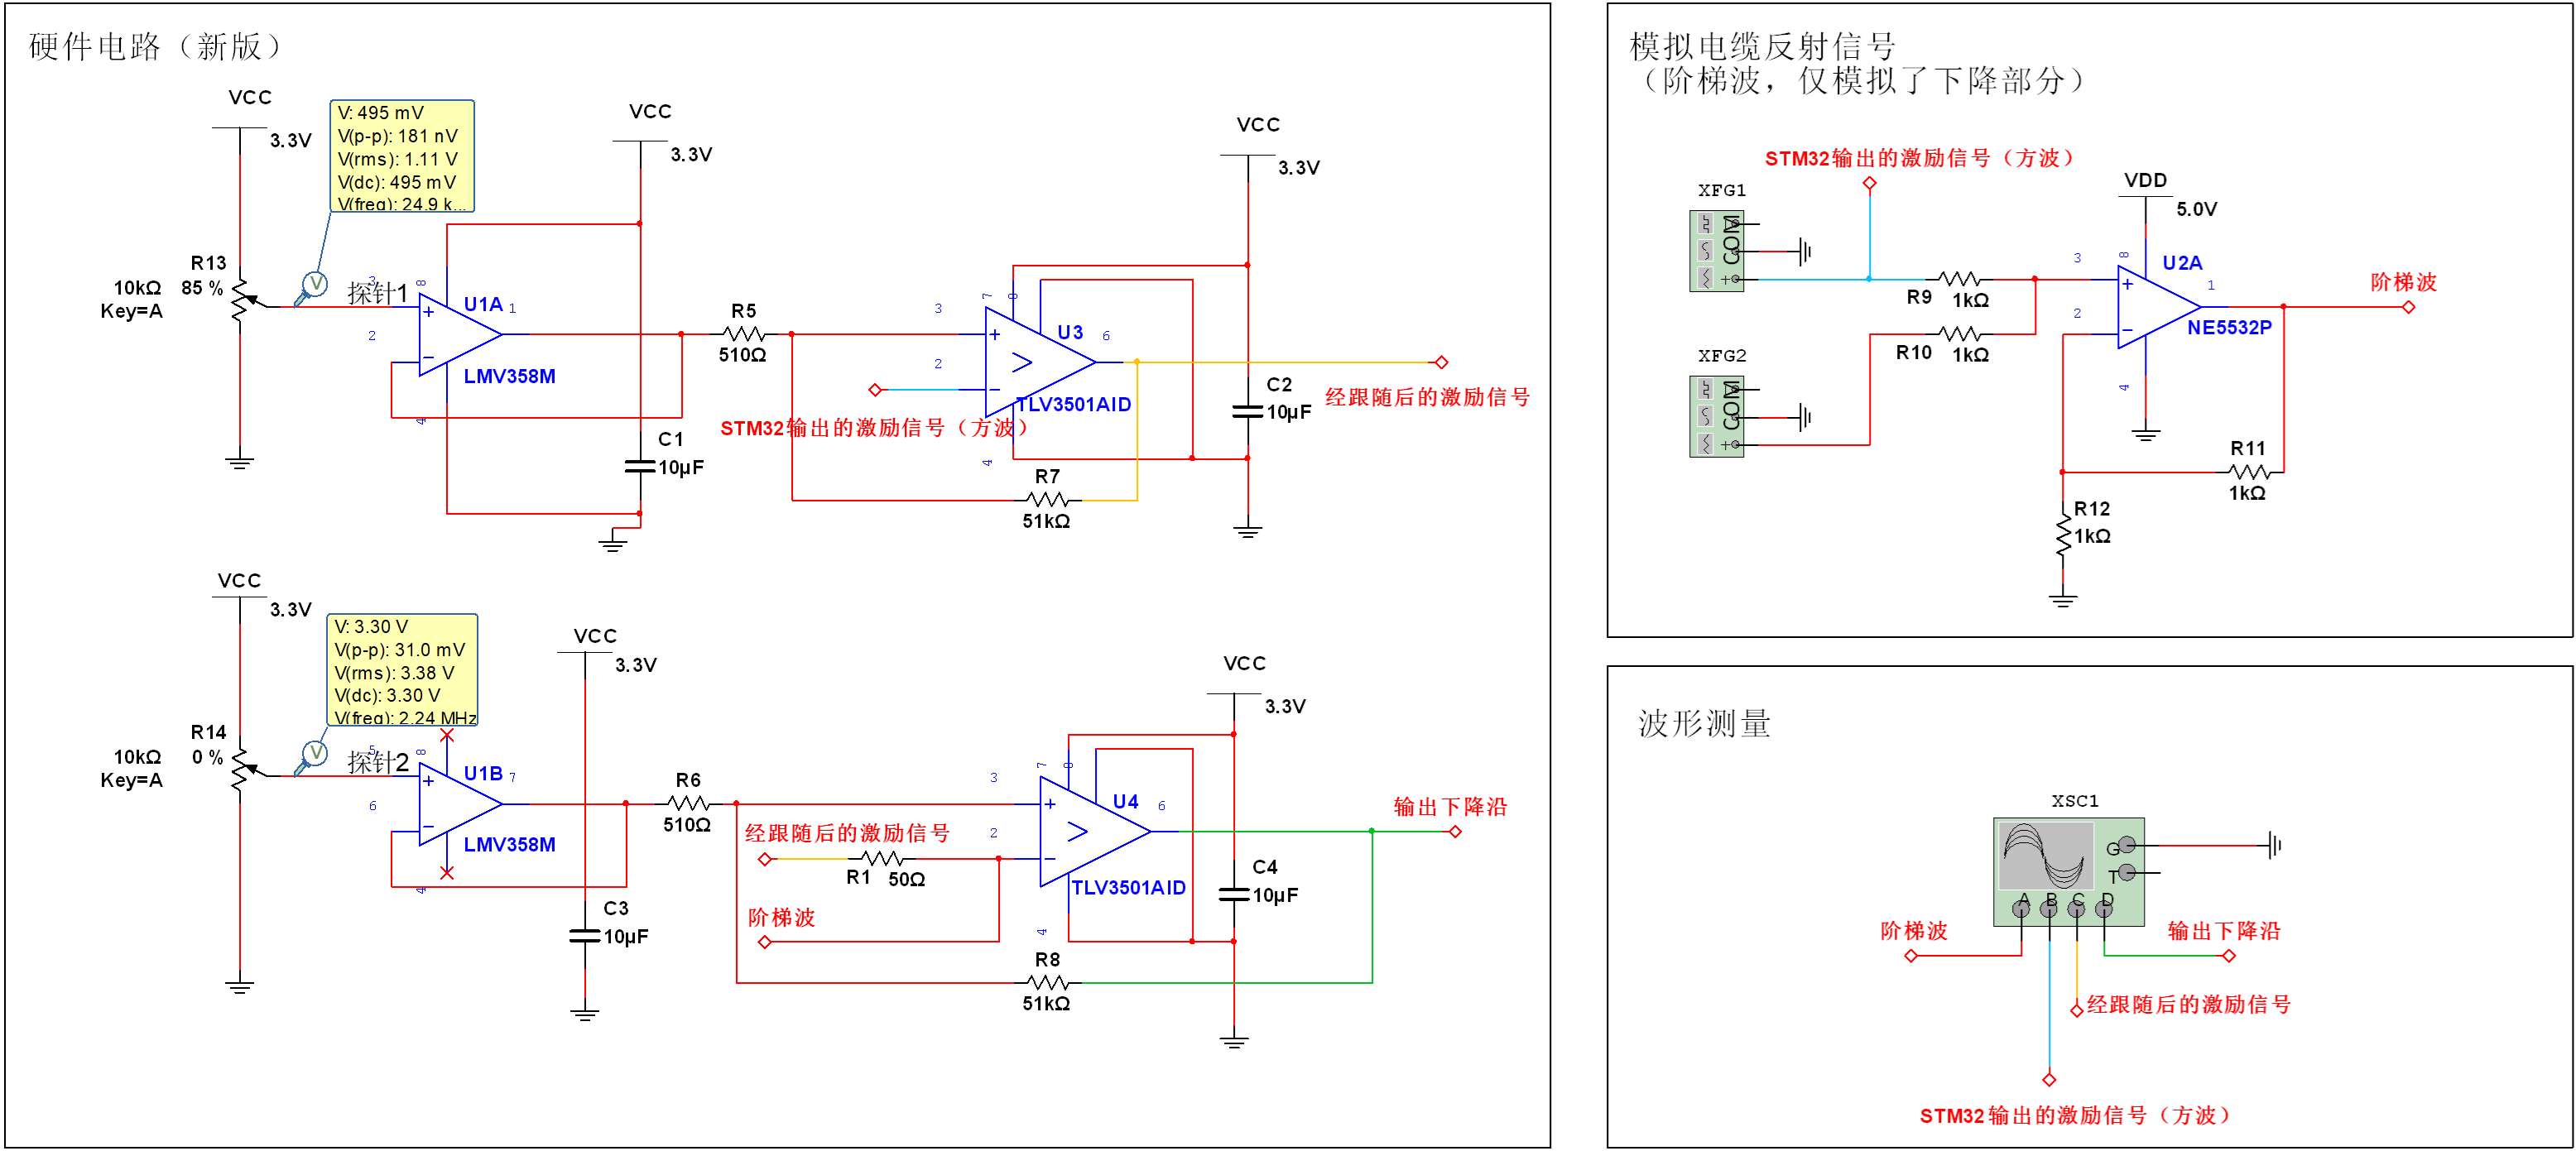 硬件电路（新版）
VCC
3.3V
V: 495 mV
V(p-p): 181 nV
V(rms): 1.11 V
V(dc): 495 mV
V(freq): 24.9 k...
R13
10kΩ
85 %
Key=A
探针1
3
2
8
4
1
U1A
LMV358M
VCC
3.3V
C1
10µF
R5
510Ω
3
2
7
8
4
6
U3
TLV3501AID
STM32输出的激励信号（方波）
R7
51kΩ
VCC
3.3V
C2
10µF
经跟随后的激励信号
VCC
3.3V
V: 3.30 V
V(p-p): 31.0 mV
V(rms): 3.38 V
V(dc): 3.30 V
V(freq): 2.24 MHz
R14
10kΩ
0 %
Key=A
探针2
5
6
8
4
7
U1B
LMV358M
VCC
3.3V
C3
10µF
R6
510Ω
经跟随后的激励信号
R1
50Ω
阶梯波
3
2
7
8
4
6
U4
TLV3501AID
R8
51kΩ
VCC
3.3V
C4
10µF
输出下降沿
模拟电缆反射信号
（阶梯波，仅模拟了下降部分）
STM32输出的激励信号（方波）
XFG1
COM
XFG2
COM
R9
1kΩ
R10
1kΩ
VDD
5.0V
3
2
8
4
1
U2A
NE5532P
阶梯波
R11
1kΩ
R12
1kΩ
波形测量
XSC1
G
T
A
B
C
D
阶梯波
输出下降沿
经跟随后的激励信号
STM32输出的激励信号（方波）